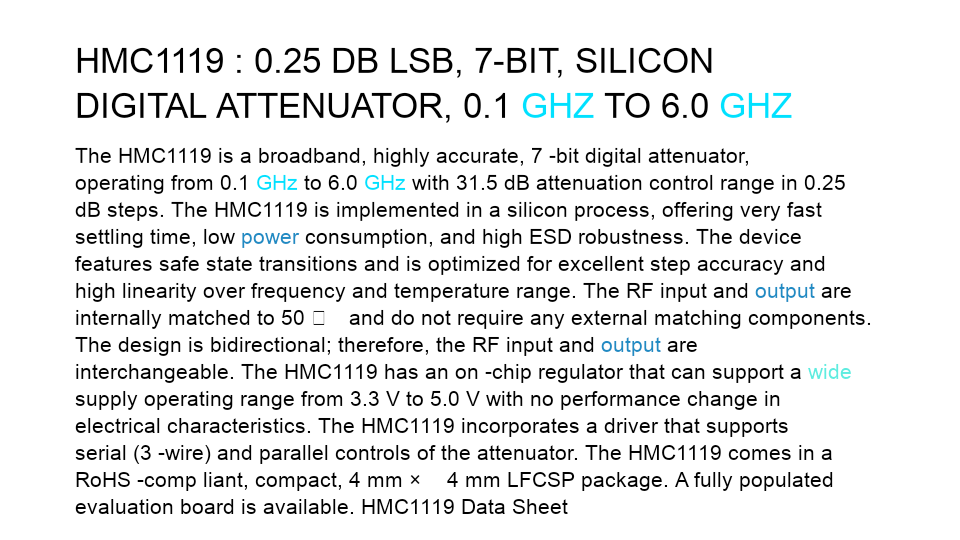 HMC1119 : 0.25 DB LSB, 7-BIT, SILICON
DIGITAL ATTENUATOR, 0.1 GHZ TO 6.0 GHZ
The HMC1119 is a broadband, highly accurate, 7 -bit digital attenuator,
operating from 0.1 GHz to 6.0 GHz with 31.5 dB attenuation control range in 0.25
dB steps. The HMC1119 is implemented in a silicon process, offering very fast
settling time, low power consumption, and high ESD robustness. The device
features safe state transitions and is optimized for excellent step accuracy and
high linearity over frequency and temperature range. The RF input and output are
internally matched to 50 □ and do not require any external matching components.
The design is bidirectional; therefore, the RF input and output are
interchangeable. The HMC1119 has an on -chip regulator that can support a wide
supply operating range from 3.3 V to 5.0 V with no performance change in
electrical characteristics. The HMC1119 incorporates a driver that supports
serial (3 -wire) and parallel controls of the attenuator. The HMC1119 comes in a
RoHS -comp liant, compact, 4 mm × 4 mm LFCSP package. A fully populated
evaluation board is available. HMC1119 Data Sheet